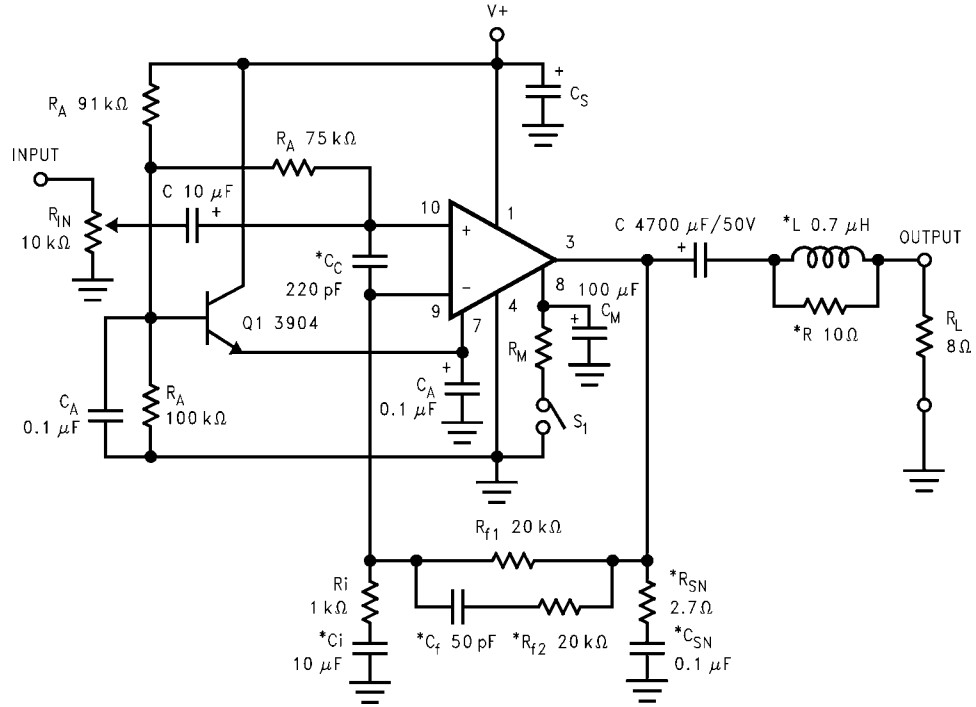 V+
R_A 91 kΩ
C_S
R_A 75 kΩ
INPUT
C 10 μF
+
R_IN
10 kΩ
10
+
1
3
C 4700 μF/50V
+
*L 0.7 μH
OUTPUT
*C_C
220 pF
−
9
7
4
8
100 μF
+
C_M
*R 10Ω
R_L
8Ω
Q1 3904
R_M
C_A
0.1 μF
R_A
100 kΩ
+
C_A
0.1 μF
S_1
+
R_f1 20 kΩ
Ri
1 kΩ
*C_f 50 pF
*R_f2 20 kΩ
*R_SN
2.7Ω
*Ci
10 μF
*C_SN
0.1 μF